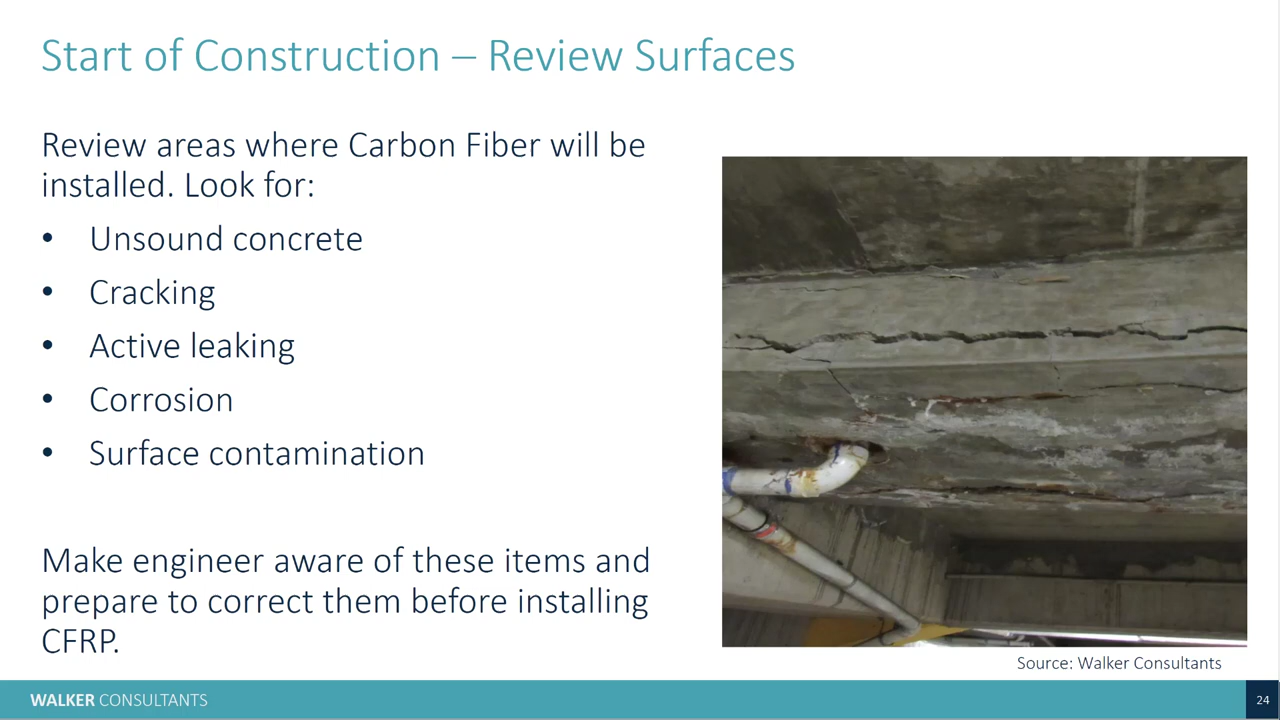 Start of Construction – Review Surfaces
Review areas where Carbon Fiber will be
installed. Look for:
• Unsound concrete
• Cracking
• Active leaking
• Corrosion
• Surface contamination
Make engineer aware of these items and
prepare to correct them before installing
CFRP.
Source: Walker Consultants
WALKER CONSULTANTS
24